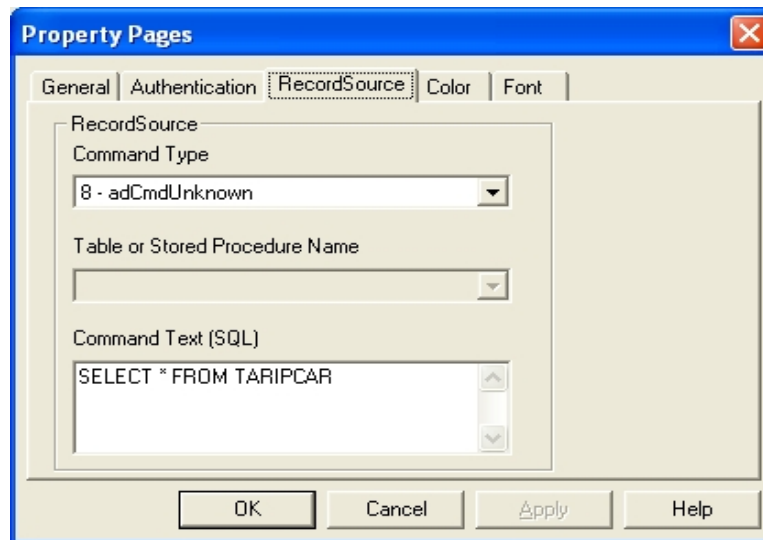 Property Pages
General Authentication RecordSource Color Font
RecordSource
Command Type
8 - adCmdUnknown
Table or Stored Procedure Name
Command Text (SQL)
SELECT * FROM TARIPCAR
OK Cancel Apply Help